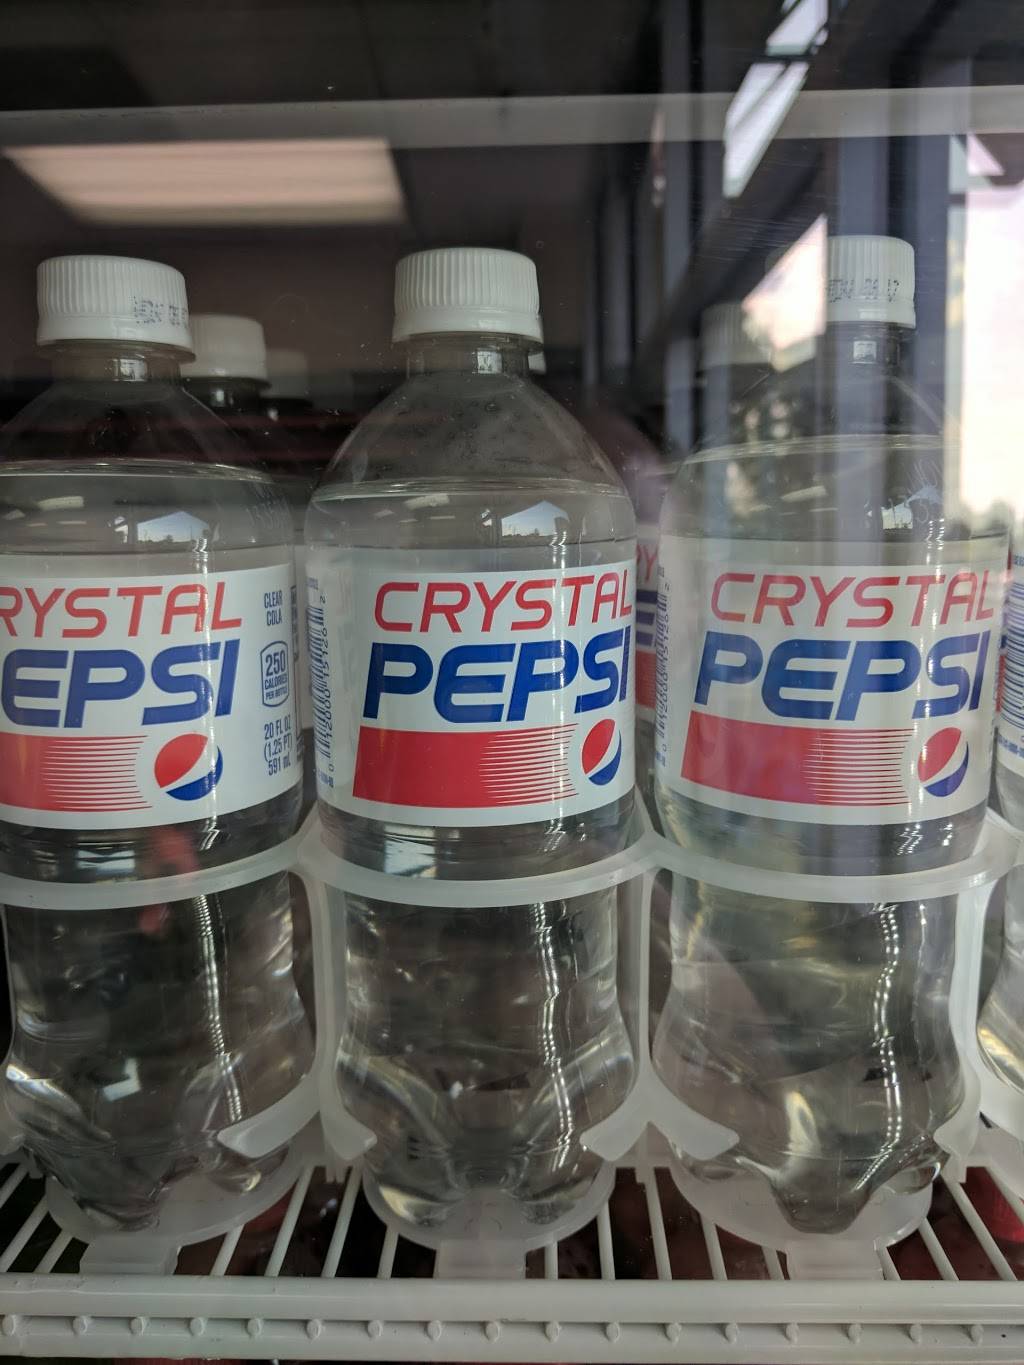 RYSTAL
EPSI
CLEAR
COLA
250
CALORIES
PER BOTTLE
20 FL OZ
(1.25 PT)
591 mL
CRYSTAL
PEPSI
CRYSTAL
PEPSI